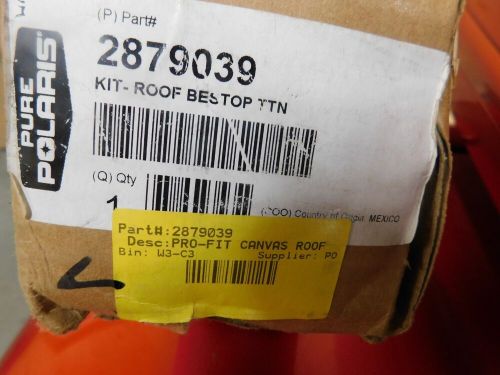 (P) Part#
2879039
KIT- ROOF BESTOP TTN
PURE
POLARIS
(Q) Qty
1
(COO) Country of Origin MEXICO
Part#:2879039
Desc:PRO-FIT CANVAS ROOF
Bin: W3-C3 Supplier: PO